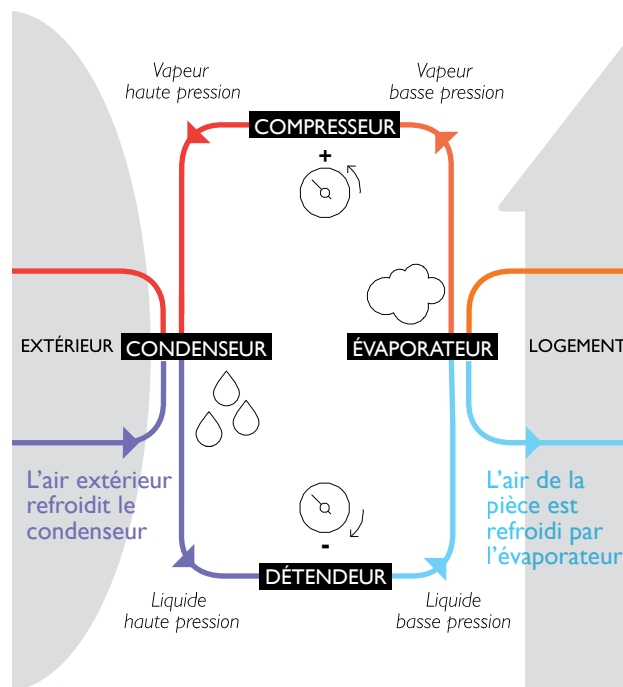 Vapeur
haute pression
Vapeur
basse pression
COMPRESSEUR
+
EXTÉRIEUR
CONDENSEUR
ÉVAPORATEUR
LOGEMENT
L’air extérieur
refroidit le
condenseur
L’air de la
pièce est
refroidi par
l’évaporateur
-
DÉTENDEUR
Liquide
haute pression
Liquide
basse pression